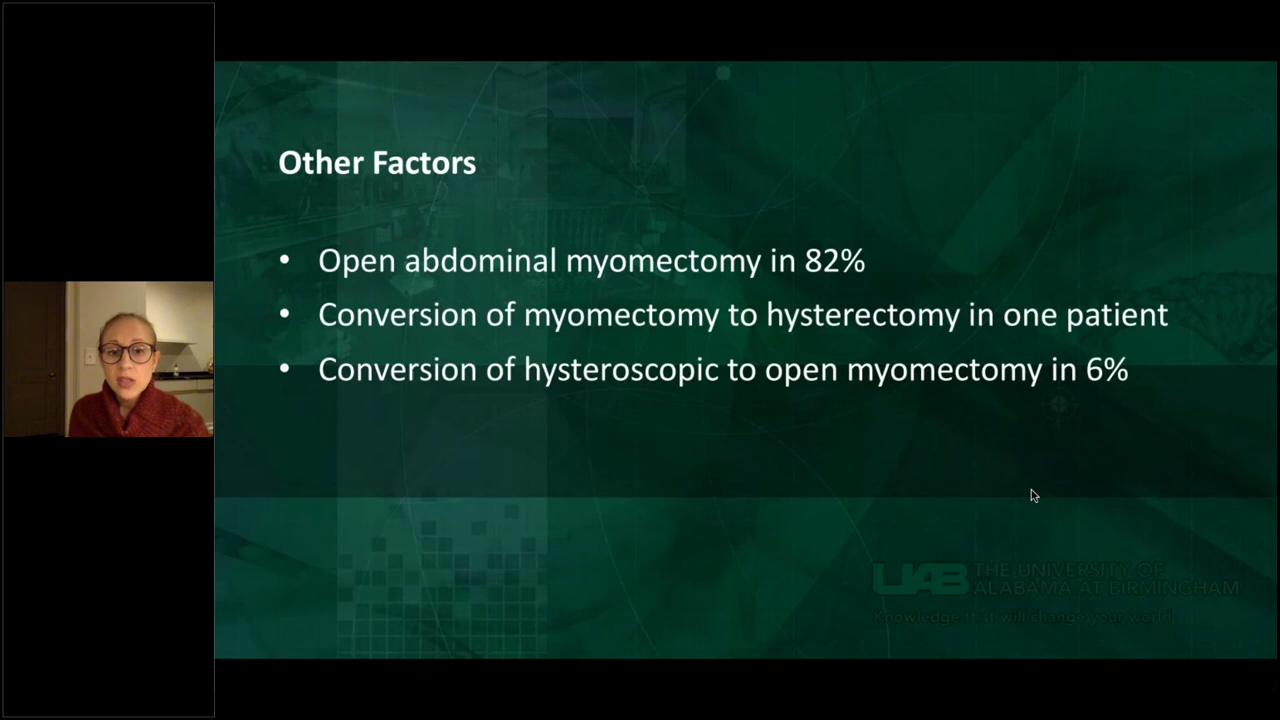 Other Factors
• Open abdominal myomectomy in 82%
• Conversion of myomectomy to hysterectomy in one patient
• Conversion of hysteroscopic to open myomectomy in 6%
UAB THE UNIVERSITY OF
ALABAMA AT BIRMINGHAM
Knowledge that will change your world